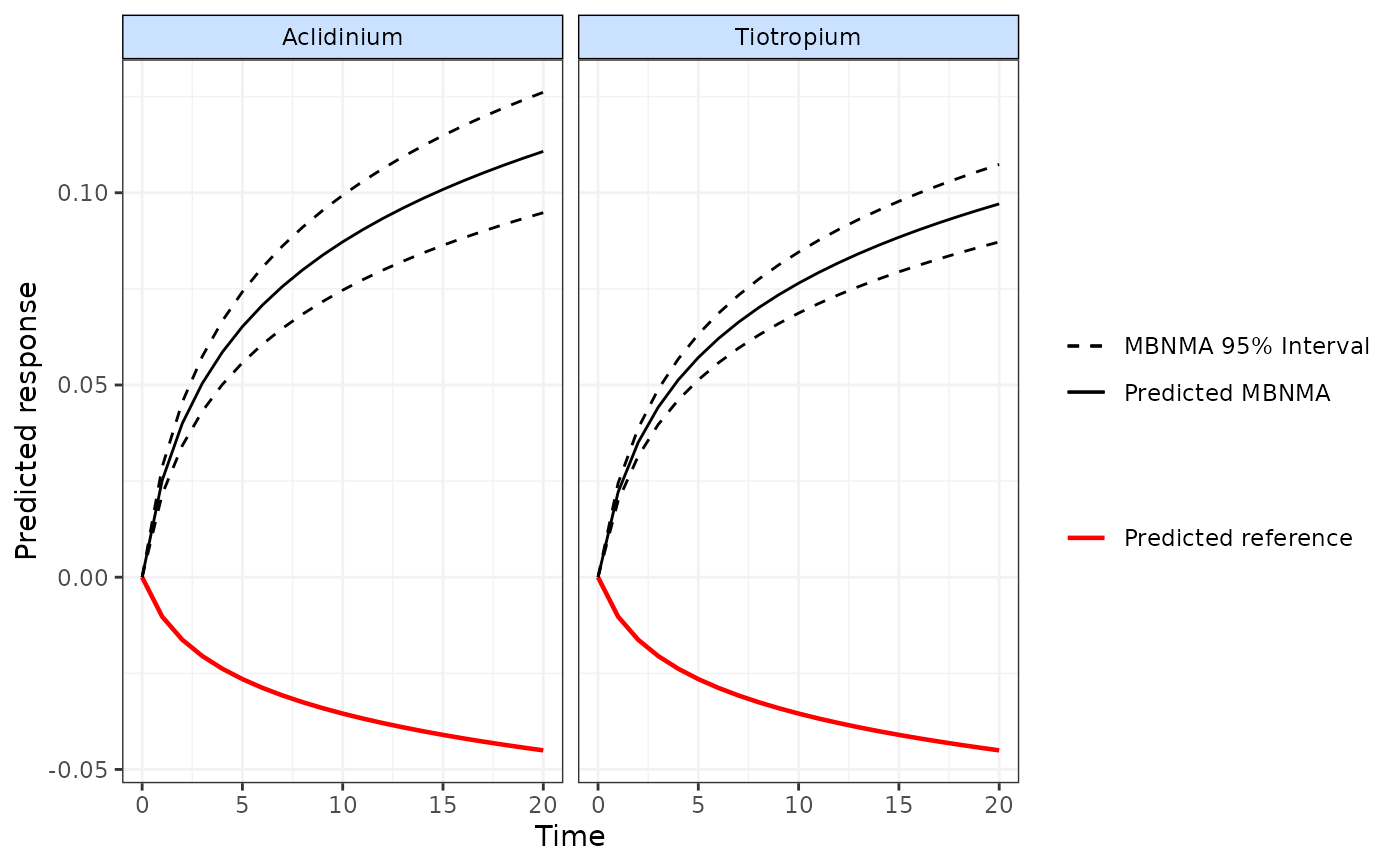 Aclidinium Tiotropium
0.10
0.05
0.00
-0.05
Predicted response
0 5 10 15 20 0 5 10 15 20
Time
MBNMA 95% Interval
Predicted MBNMA
Predicted reference